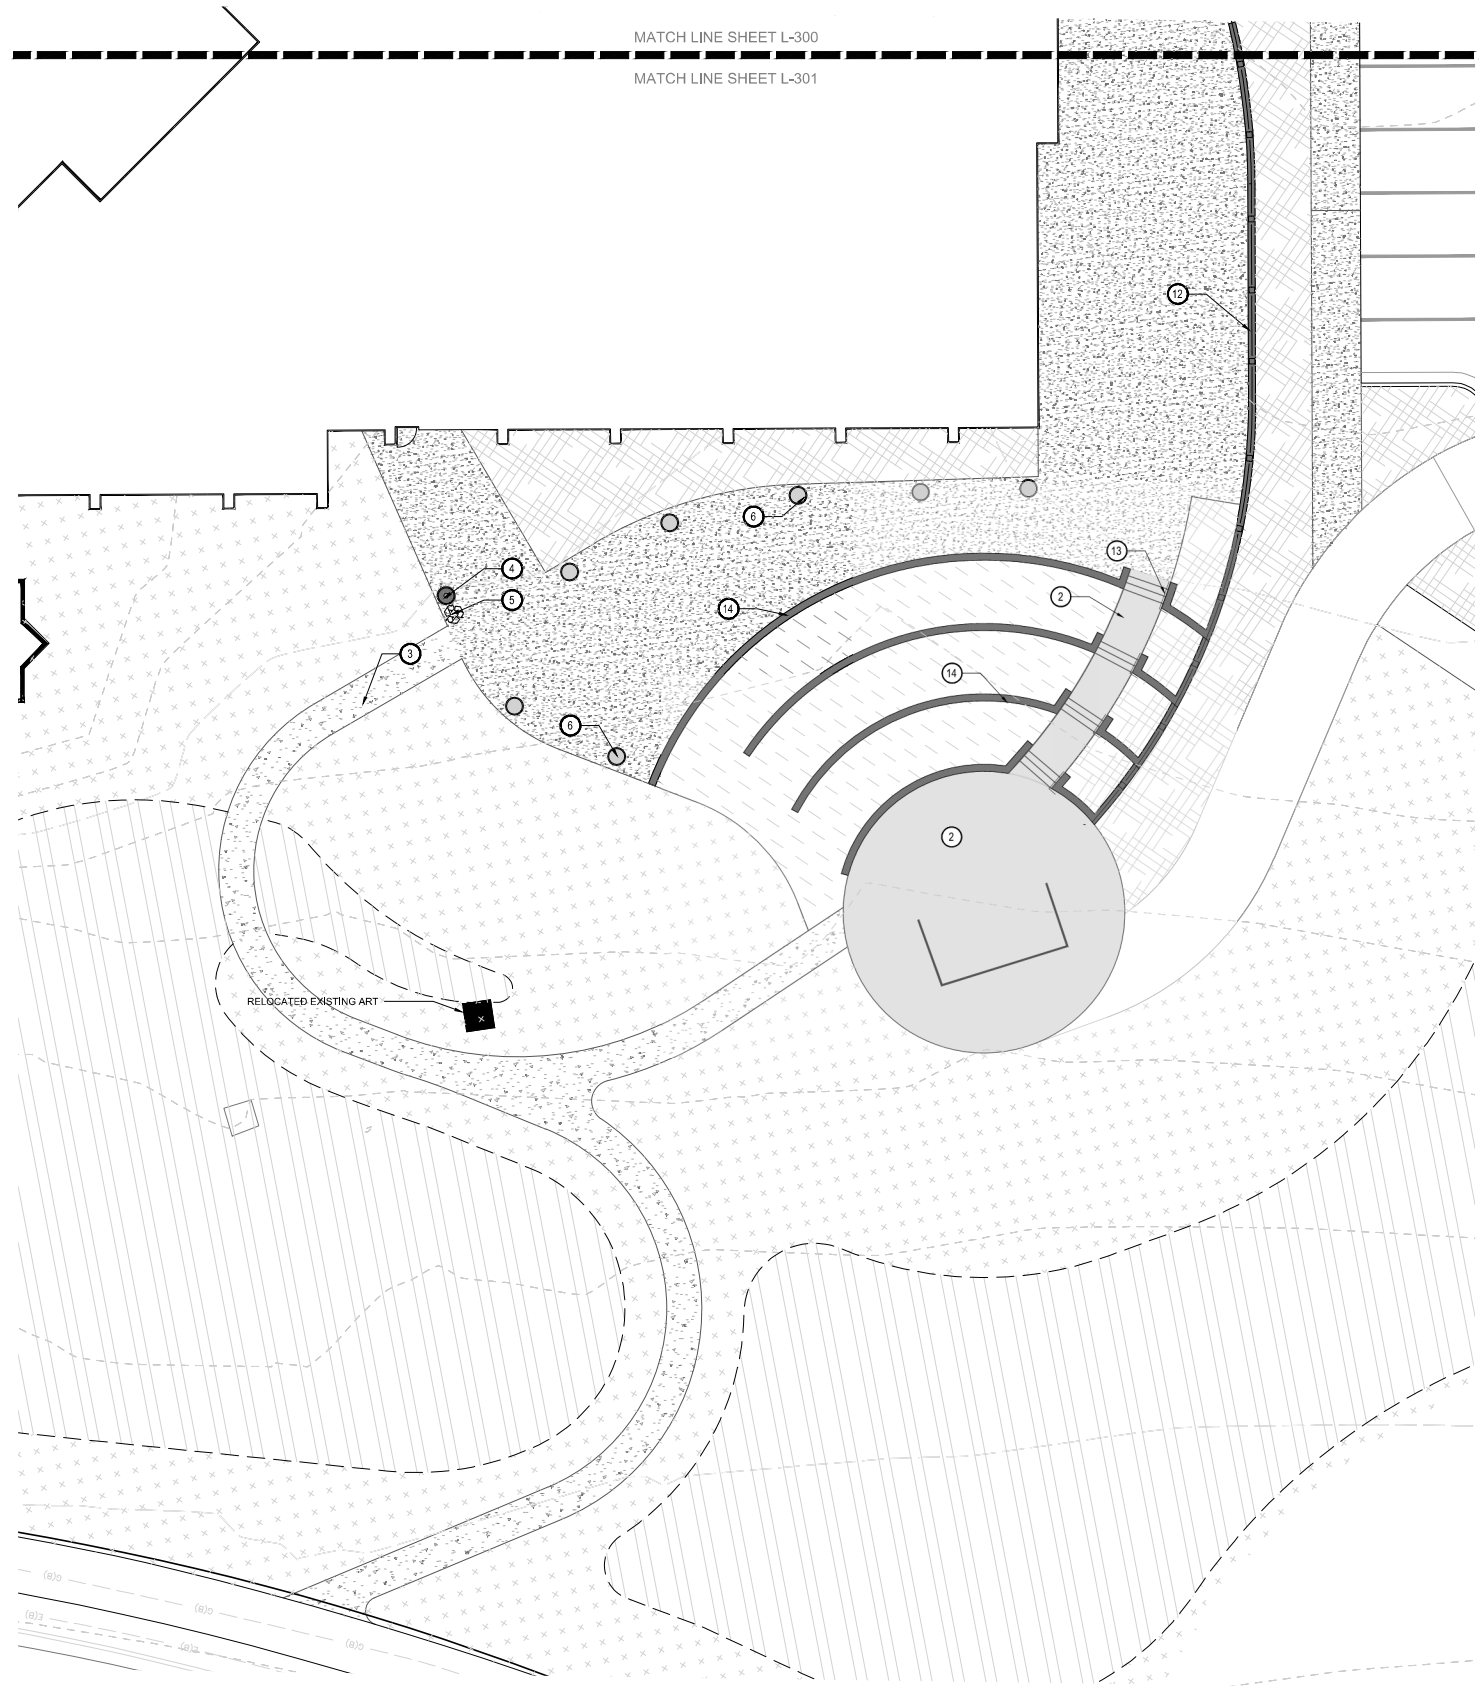 MATCH LINE SHEET L-300
MATCH LINE SHEET L-301
12
6
13
4
2
5
14
3
14
6
2
RELOCATED EXISTING ART
G(B)
G(B)
E(B)
G(B)
E(B)